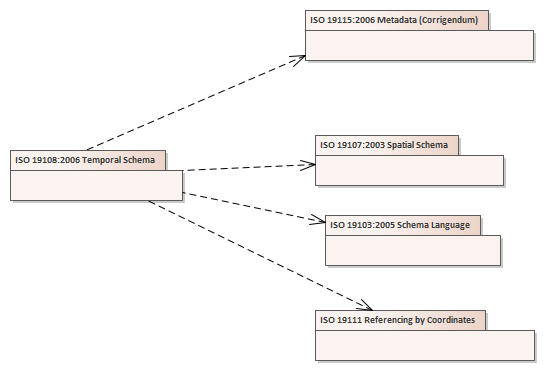 ISO 19115:2006 Metadata (Corrigendum)
ISO 19107:2003 Spatial Schema
ISO 19108:2006 Temporal Schema
ISO 19103:2005 Schema Language
ISO 19111 Referencing by Coordinates